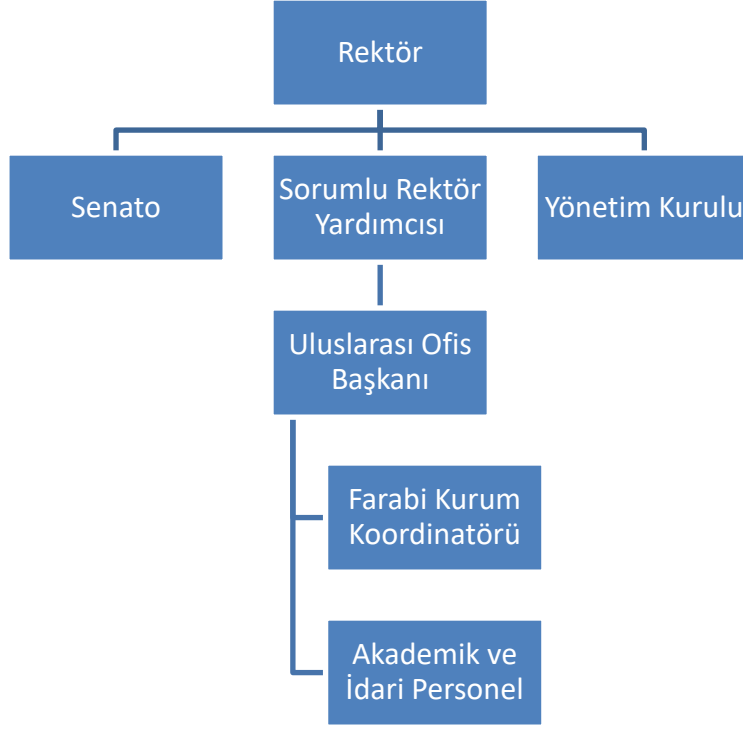 Rektör
Senato
Sorumlu Rektör
Yardımcısı
Yönetim Kurulu
Uluslarası Ofis
Başkanı
Farabi Kurum
Koordinatörü
Akademik ve
İdari Personel